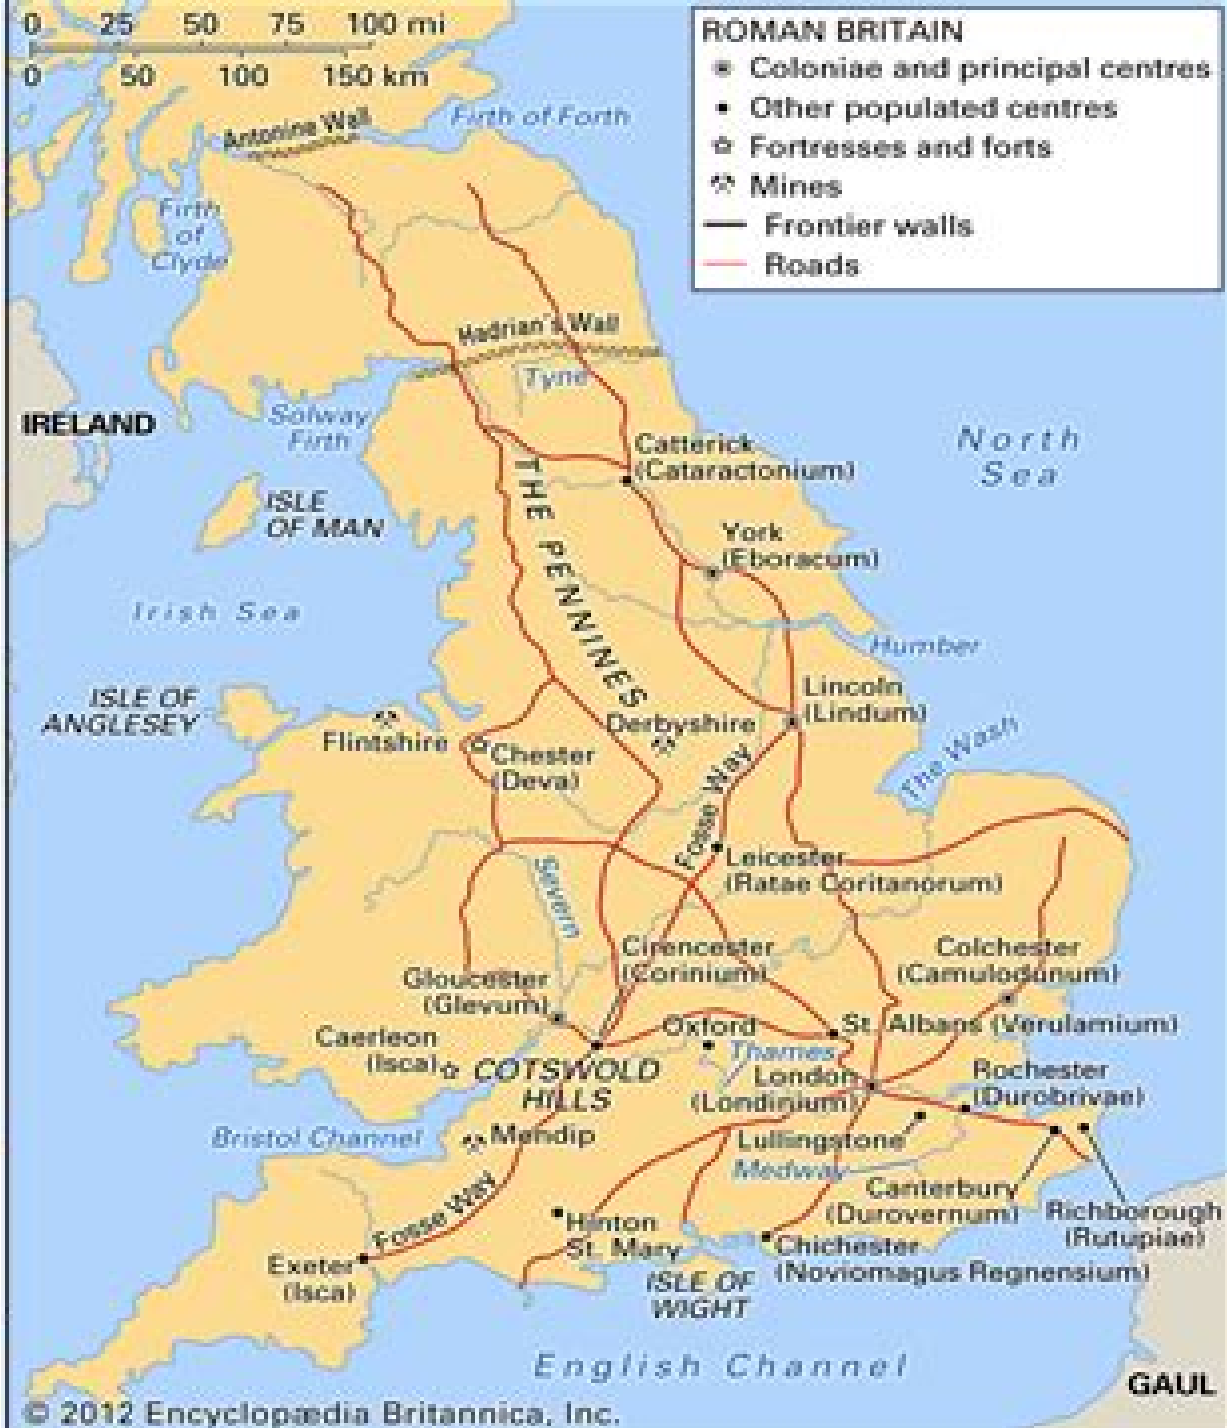 0 25 50 75 100 mi
0 50 100 150 km
ROMAN BRITAIN
Coloniae and principal centres
Other populated centres
Fortresses and forts
Mines
Frontier walls
Roads
Antonine Wall
Firth of Forth
Firth
of
Clyde
Hadrian's Wall
Tyne
IRELAND
Solway
Firth
North
Sea
Catterick
(Cataractonium)
ISLE
OF MAN
THE PENNINES
York
(Eboracum)
Irish Sea
Humber
ISLE OF
ANGLESEY
Lincoln
(Lindum)
Derbyshire
Flintshire
Chester
(Deva)
The Wash
Fosse Way
Leicester
(Ratae Coritanorum)
Severn
Cirencester
(Corinium)
Colchester
(Camulodunum)
Gloucester
(Glevum)
Oxford
St. Albans (Verulamium)
Caerleon
(Isca)
COTSWOLD
HILLS
Thames
London
(Londinium)
Rochester
(Durobrivae)
Bristol Channel
Mendip
Lullingstone
Medway
Canterbury
(Durovernum)
Richborough
(Rutupiae)
Fosse Way
Hinton
St. Mary
Chichester
(Noviomagus Regnensium)
Exeter
(Isca)
ISLE OF
WIGHT
English Channel
GAUL
© 2012 Encyclopædia Britannica, Inc.